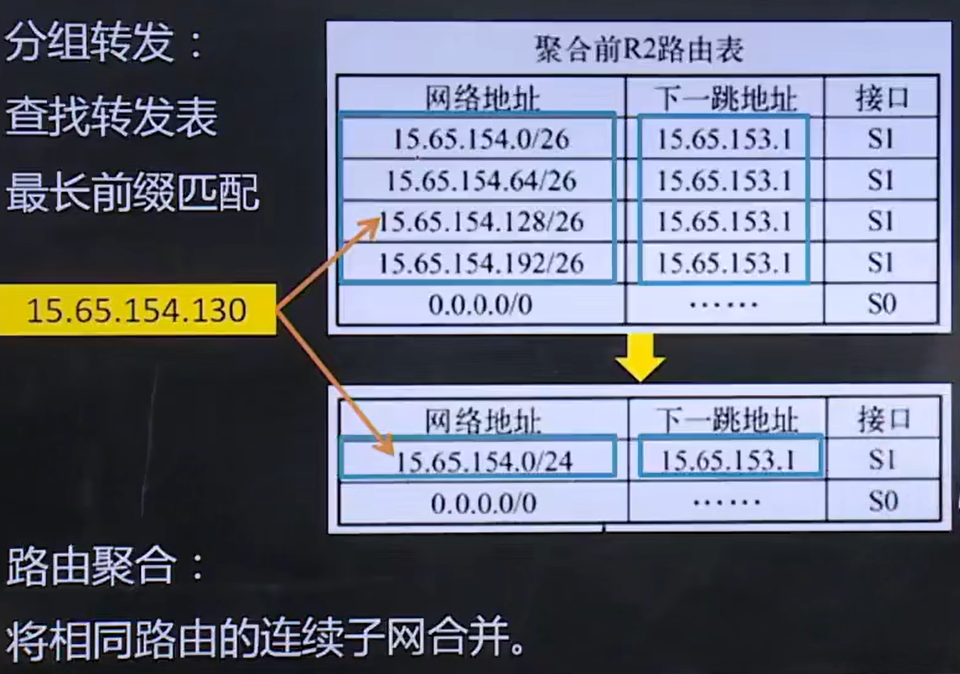 分组转发：
查找转发表
最长前缀匹配
15.65.154.130
聚合前R2路由表
网络地址 下一跳地址 接口
15.65.154.0/26 15.65.153.1 S1
15.65.154.64/26 15.65.153.1 S1
15.65.154.128/26 15.65.153.1 S1
15.65.154.192/26 15.65.153.1 S1
0.0.0.0/0 …… S0
网络地址 下一跳地址 接口
15.65.154.0/24 15.65.153.1 S1
0.0.0.0/0 …… S0
路由聚合：
将相同路由的连续子网合并。